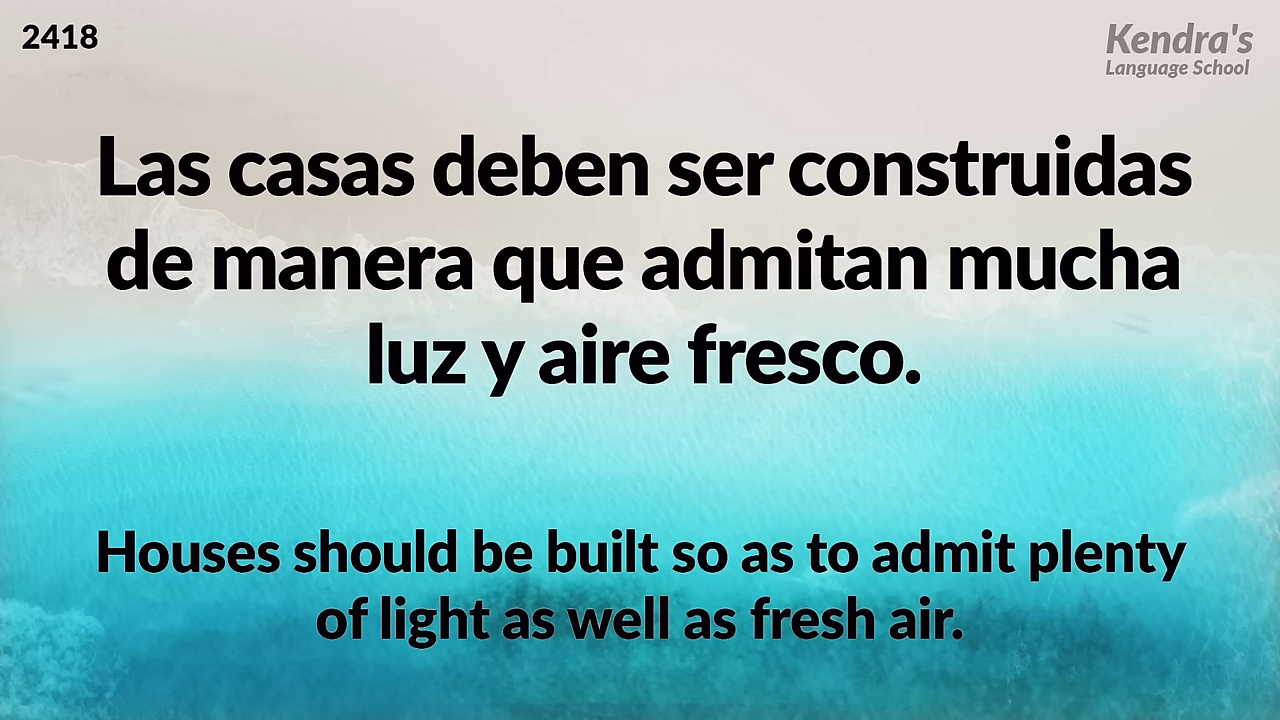 2418
Kendra's
Language School
Las casas deben ser construidas
de manera que admitan mucha
luz y aire fresco.
Houses should be built so as to admit plenty
of light as well as fresh air.